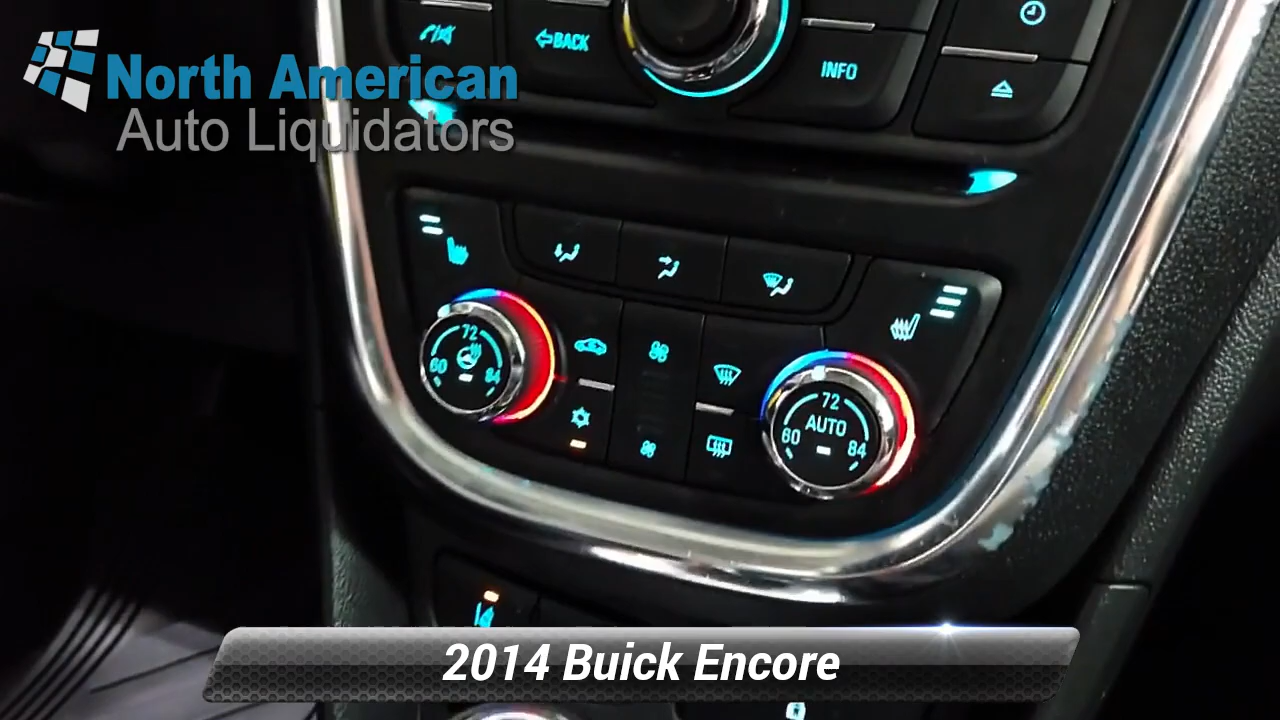 North American
Auto Liquidators
BACK
INFO
72
60 84
72
AUTO
60 84
2014 Buick Encore